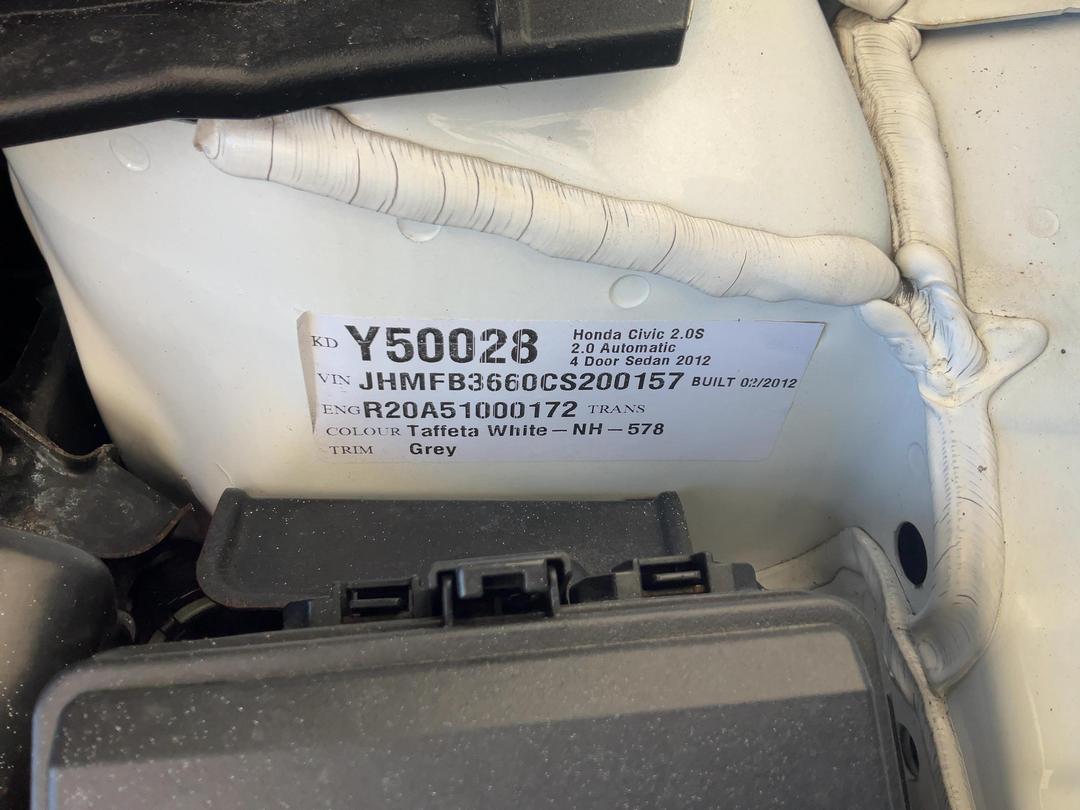 KD Y50028 Honda Civic 2.0S
2.0 Automatic
4 Door Sedan 2012
VIN JHMFB3660CS200157 BUILT 02/2012
ENG R20A51000172 TRANS
COLOUR Taffeta White – NH – 578
TRIM Grey